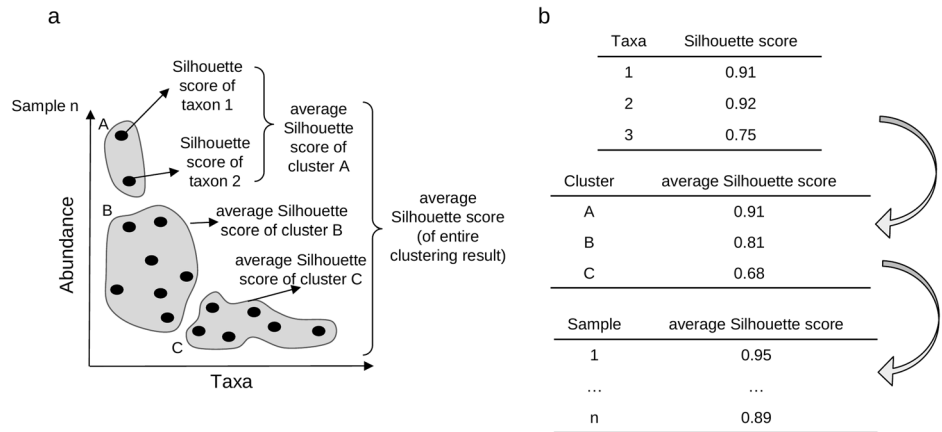 a
Silhouette
score of
taxon 1
Sample n
A
average
Silhouette
score of
cluster A
Silhouette
score of
taxon 2
average
Silhouette score
(of entire
clustering result)
B
average Silhouette
score of cluster B
average Silhouette
score of cluster C
C
Abundance
Taxa
b
Taxa Silhouette score
1 0.91
2 0.92
3 0.75
Cluster average Silhouette score
A 0.91
B 0.81
C 0.68
Sample average Silhouette score
1 0.95
... ...
n 0.89